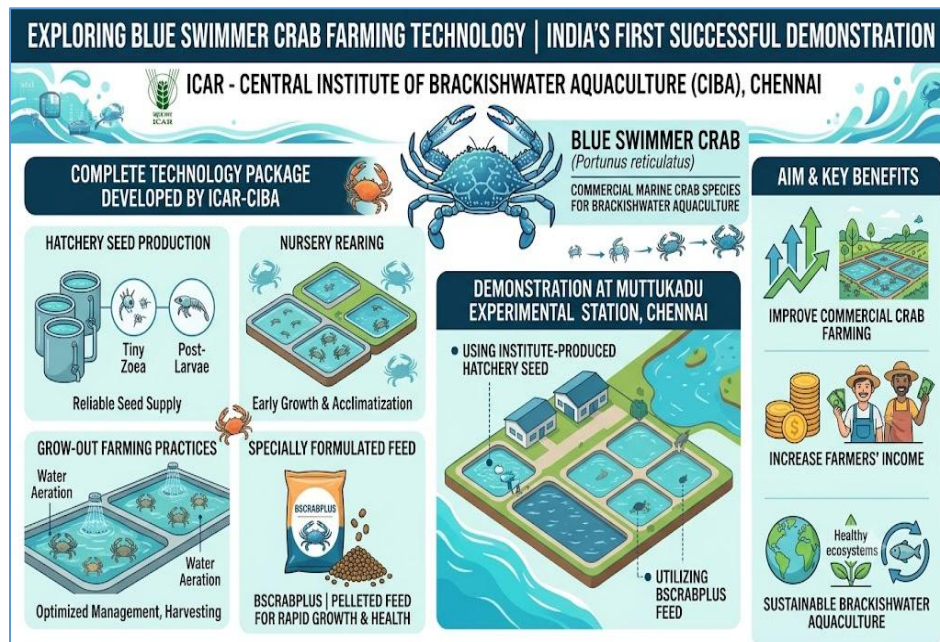 EXPLORING BLUE SWIMMER CRAB FARMING TECHNOLOGY | INDIA'S FIRST SUCCESSFUL DEMONSTRATION
ICAR
ICAR - CENTRAL INSTITUTE OF BRACKISHWATER AQUACULTURE (CIBA), CHENNAI
COMPLETE TECHNOLOGY PACKAGE
DEVELOPED BY ICAR-CIBA
HATCHERY SEED PRODUCTION
Tiny
Zoea
Post-
Larvae
Reliable Seed Supply
NURSERY REARING
Early Growth & Acclimatization
GROW-OUT FARMING PRACTICES
Water
Aeration
Water
Aeration
Optimized Management, Harvesting
SPECIALLY FORMULATED FEED
BSCRABPLUS
BSCRABPLUS | PELLETED FEED
FOR RAPID GROWTH & HEALTH
BLUE SWIMMER CRAB
(Portunus reticulatus)
COMMERCIAL MARINE CRAB SPECIES
FOR BRACKISHWATER AQUACULTURE
DEMONSTRATION AT MUTTUKADU
EXPERIMENTAL STATION, CHENNAI
• USING INSTITUTE-PRODUCED
HATCHERY SEED
• UTILIZING
BSCRABPLUS
FEED
AIM & KEY BENEFITS
IMPROVE COMMERCIAL CRAB
FARMING
$
INCREASE FARMERS' INCOME
Healthy
ecosystems
SUSTAINABLE BRACKISHWATER
AQUACULTURE